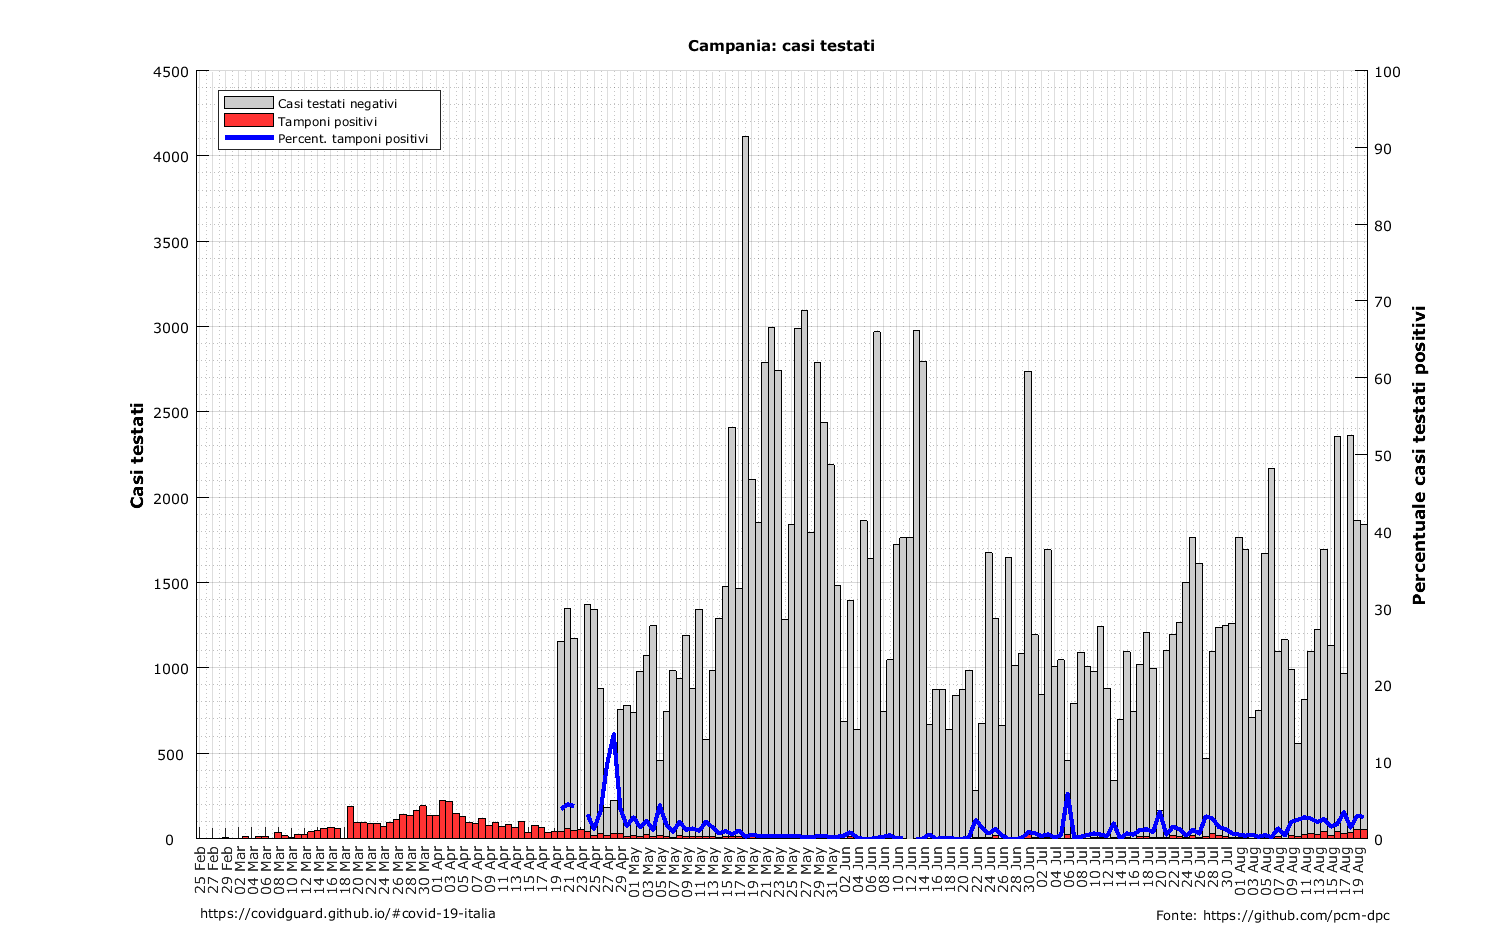 Campania: casi testati
Casi testati negativi
Tamponi positivi
Percent. tamponi positivi
Casi testati
4500
4000
3500
3000
2500
2000
1500
1000
500
0
100
90
80
70
60
50
40
30
20
10
0
Percentuale casi testati positivi
25 Feb
27 Feb
29 Feb
02 Mar
04 Mar
06 Mar
08 Mar
10 Mar
12 Mar
14 Mar
16 Mar
18 Mar
20 Mar
22 Mar
24 Mar
26 Mar
28 Mar
30 Mar
01 Apr
03 Apr
05 Apr
07 Apr
09 Apr
11 Apr
13 Apr
15 Apr
17 Apr
19 Apr
21 Apr
23 Apr
25 Apr
27 Apr
29 Apr
01 May
03 May
05 May
07 May
09 May
11 May
13 May
15 May
17 May
19 May
21 May
23 May
25 May
27 May
29 May
31 May
02 Jun
04 Jun
06 Jun
08 Jun
10 Jun
12 Jun
14 Jun
16 Jun
18 Jun
20 Jun
22 Jun
24 Jun
26 Jun
28 Jun
30 Jun
02 Jul
04 Jul
06 Jul
08 Jul
10 Jul
12 Jul
14 Jul
16 Jul
18 Jul
20 Jul
22 Jul
24 Jul
26 Jul
28 Jul
30 Jul
01 Aug
03 Aug
05 Aug
07 Aug
09 Aug
11 Aug
13 Aug
15 Aug
17 Aug
19 Aug
https://covidguard.github.io/#covid-19-italia
Fonte: https://github.com/pcm-dpc